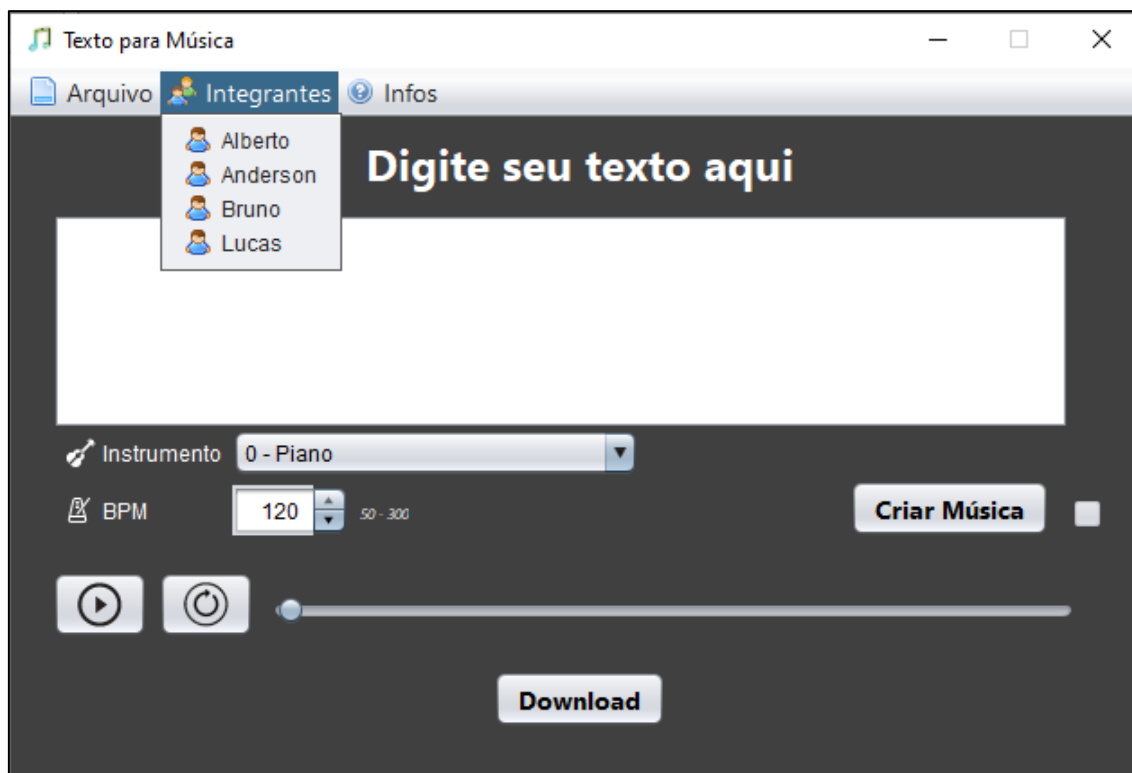 Texto para Música
Arquivo Integrantes Infos
Alberto
Anderson
Bruno
Lucas
Digite seu texto aqui
Instrumento 0 - Piano
BPM 120 50 - 300
Criar Música
Download